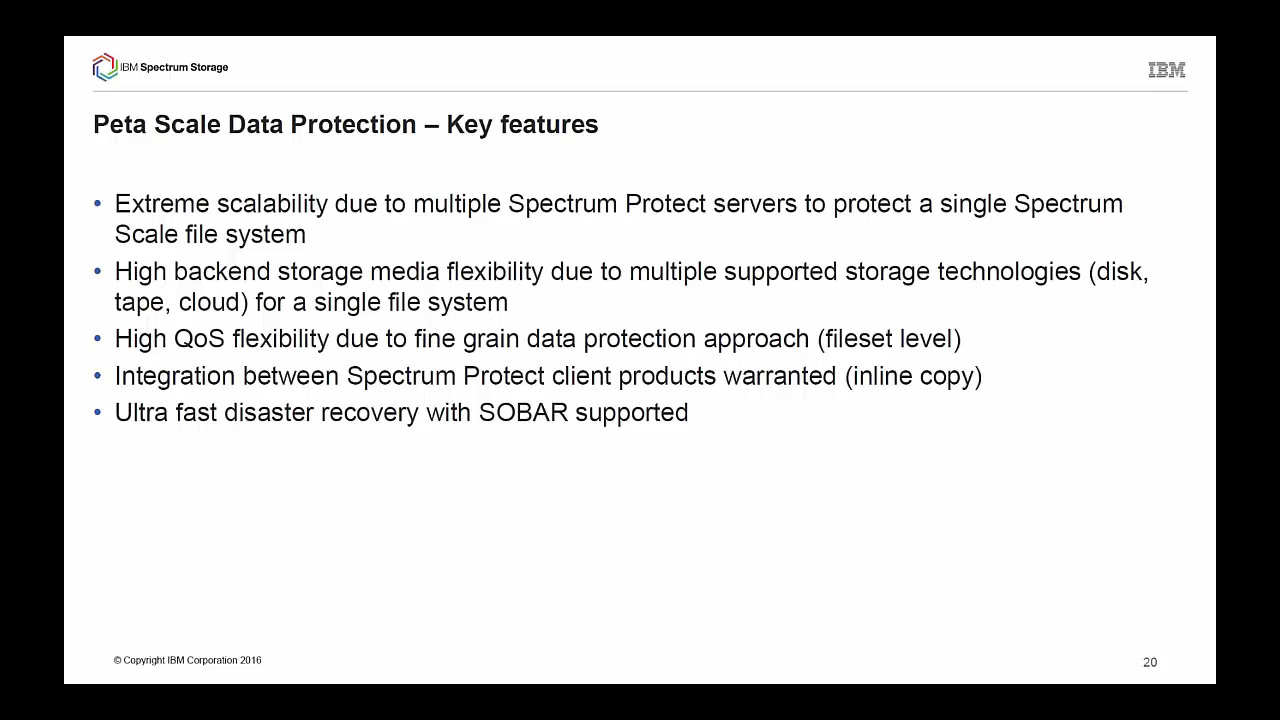 IBM Spectrum Storage
IBM
Peta Scale Data Protection – Key features
• Extreme scalability due to multiple Spectrum Protect servers to protect a single Spectrum
Scale file system
• High backend storage media flexibility due to multiple supported storage technologies (disk,
tape, cloud) for a single file system
• High QoS flexibility due to fine grain data protection approach (fileset level)
• Integration between Spectrum Protect client products warranted (inline copy)
• Ultra fast disaster recovery with SOBAR supported
© Copyright IBM Corporation 2016
20